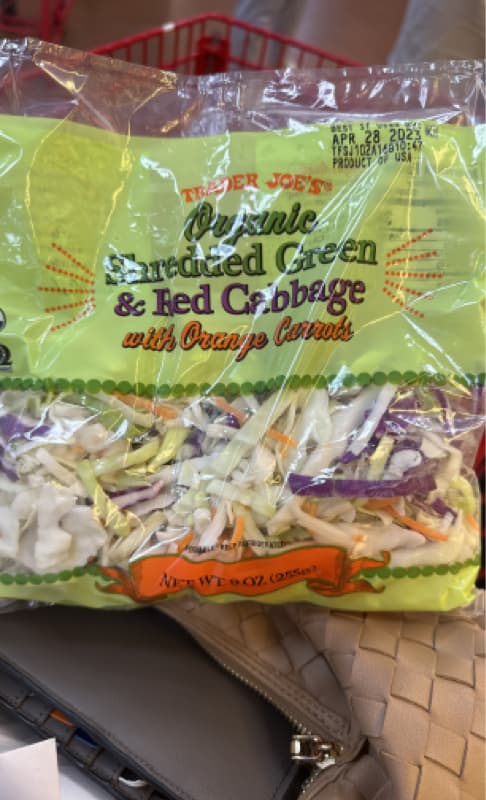 APR 28 2023
PRODUCT OF USA
TRADER JOE'S®
Organic
Shredded Green
& Red Cabbage
with Orange Carrots
NET WT 9 OZ (255g)